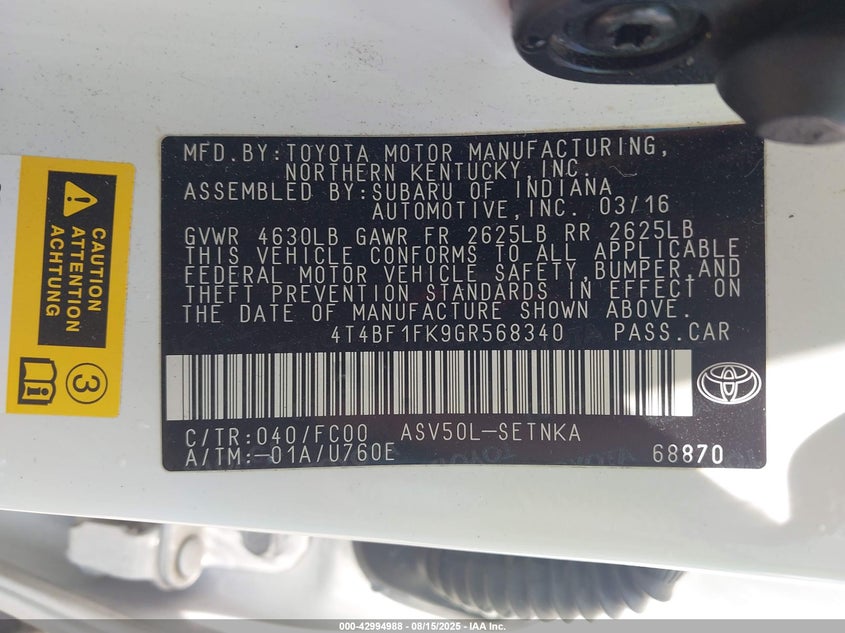 MFD.BY:TOYOTA MOTOR MANUFACTURING,
NORTHERN KENTUCKY,INC.
ASSEMBLED BY:SUBARU OF INDIANA
AUTOMOTIVE,INC. 03/16
GVWR 4630LB GAWR FR 2625LB RR 2625LB
THIS VEHICLE CONFORMS TO ALL APPLICABLE
FEDERAL MOTOR VEHICLE SAFETY,BUMPER,AND
THEFT PREVENTION STANDARDS IN EFFECT ON
THE DATE OF MANUFACTURE SHOWN ABOVE.
4T4BF1FK9GR568340 PASS.CAR
C/TR:040/FC00 ASV50L-SETNKA
A/TM:-01A/U760E 68870
CAUTION
ATTENTION
ACHTUNG
3
000-42994988 - 08/15/2025 - IAA Inc.